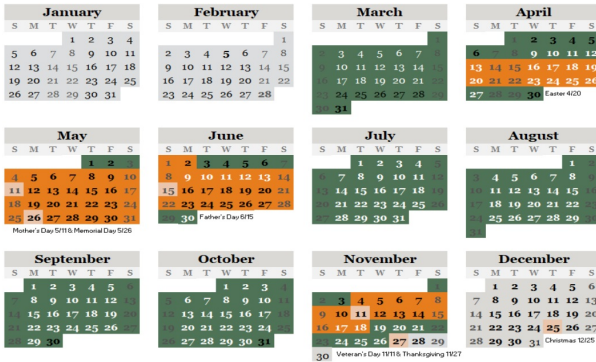 January February March April
S M T W T F S S M T W T F S S M T W T F S S M T W T F S
1 2 3 4 1 1 1 2 3 4 5
5 6 7 8 9 10 11 2 3 4 5 6 7 8 2 3 4 5 6 7 8 6 7 8 9 10 11 12
12 13 14 15 16 17 18 9 10 11 12 13 14 15 9 10 11 12 13 14 15 13 14 15 16 17 18 19
19 20 21 22 23 24 25 16 17 18 19 20 21 22 16 17 18 19 20 21 22 20 21 22 23 24 25 26
26 27 28 29 30 31 23 24 25 26 27 28 23 24 25 26 27 28 29 27 28 29 30 Easter 4/20
30 31
May June July August
S M T W T F S S M T W T F S S M T W T F S S M T W T F S
1 2 3 1 2 3 4 5 6 7 1 2 3 4 5 1 2
4 5 6 7 8 9 10 8 9 10 11 12 13 14 6 7 8 9 10 11 12 3 4 5 6 7 8 9
11 12 13 14 15 16 17 15 16 17 18 19 20 21 13 14 15 16 17 18 19 10 11 12 13 14 15 16
18 19 20 21 22 23 24 22 23 24 25 26 27 28 20 21 22 23 24 25 26 17 18 19 20 21 22 23
25 26 27 28 29 30 31 29 30 Father's Day 6/15 27 28 29 30 31 24 25 26 27 28 29 30
Mother's Day 5/11 & Memorial Day 5/26 31
September October November December
S M T W T F S S M T W T F S S M T W T F S S M T W T F S
1 2 3 4 5 6 1 2 3 4 1 1 2 3 4 5 6
7 8 9 10 11 12 13 5 6 7 8 9 10 11 2 3 4 5 6 7 8 7 8 9 10 11 12 13
14 15 16 17 18 19 20 12 13 14 15 16 17 18 9 10 11 12 13 14 15 14 15 16 17 18 19 20
21 22 23 24 25 26 27 19 20 21 22 23 24 25 16 17 18 19 20 21 22 21 22 23 24 25 26 27
28 29 30 26 27 28 29 30 31 23 24 25 26 27 28 29 28 29 30 31 Christmas 12/25
30 Veteran's Day 11/11 & Thanksgiving 11/27